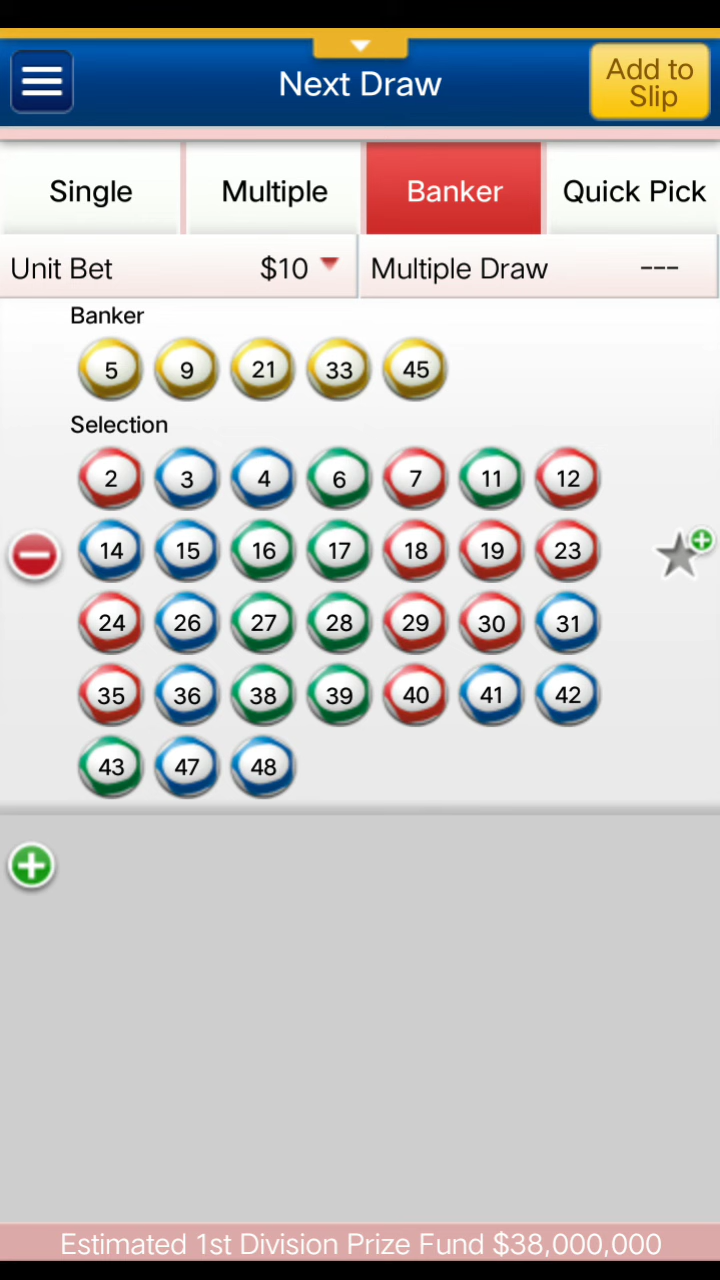 Next Draw
Add to
Slip
Single Multiple Banker Quick Pick
Unit Bet $10 Multiple Draw ---
Banker
5 9 21 33 45
Selection
2 3 4 6 7 11 12
14 15 16 17 18 19 23
24 26 27 28 29 30 31
35 36 38 39 40 41 42
43 47 48
Estimated 1st Division Prize Fund $38,000,000